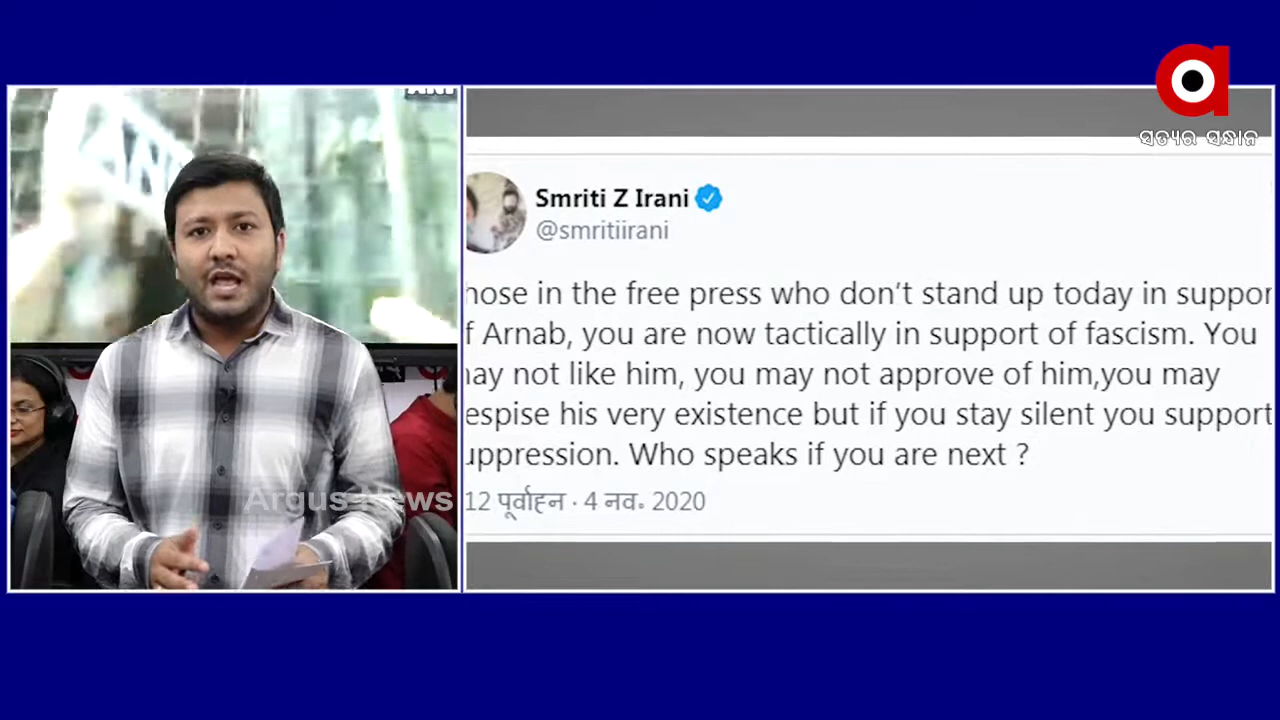 ସତ୍ୟର ସନ୍ଧାନ
Smriti Z Irani
@smritiirani
hose in the free press who don't stand up today in suppor
f Arnab, you are now tactically in support of fascism. You
ay not like him, you may not approve of him,you may
espise his very existence but if you stay silent you support
uppression. Who speaks if you are next ?
12 पूर्वाह्न · 4 नव॰ 2020
Argus News